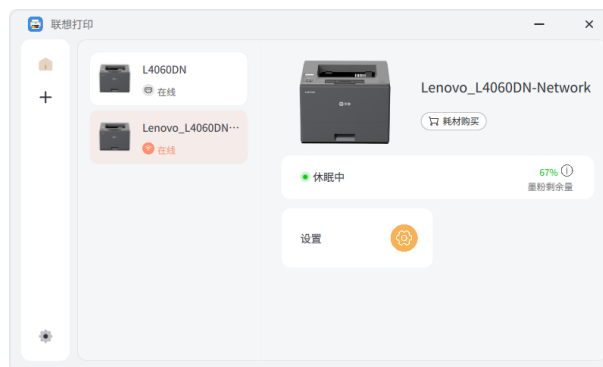 联想打印
L4060DN
在线
Lenovo_L4060DN···
在线
Lenovo_L4060DN-Network
耗材购买
休眠中
67%
墨粉剩余量
设置